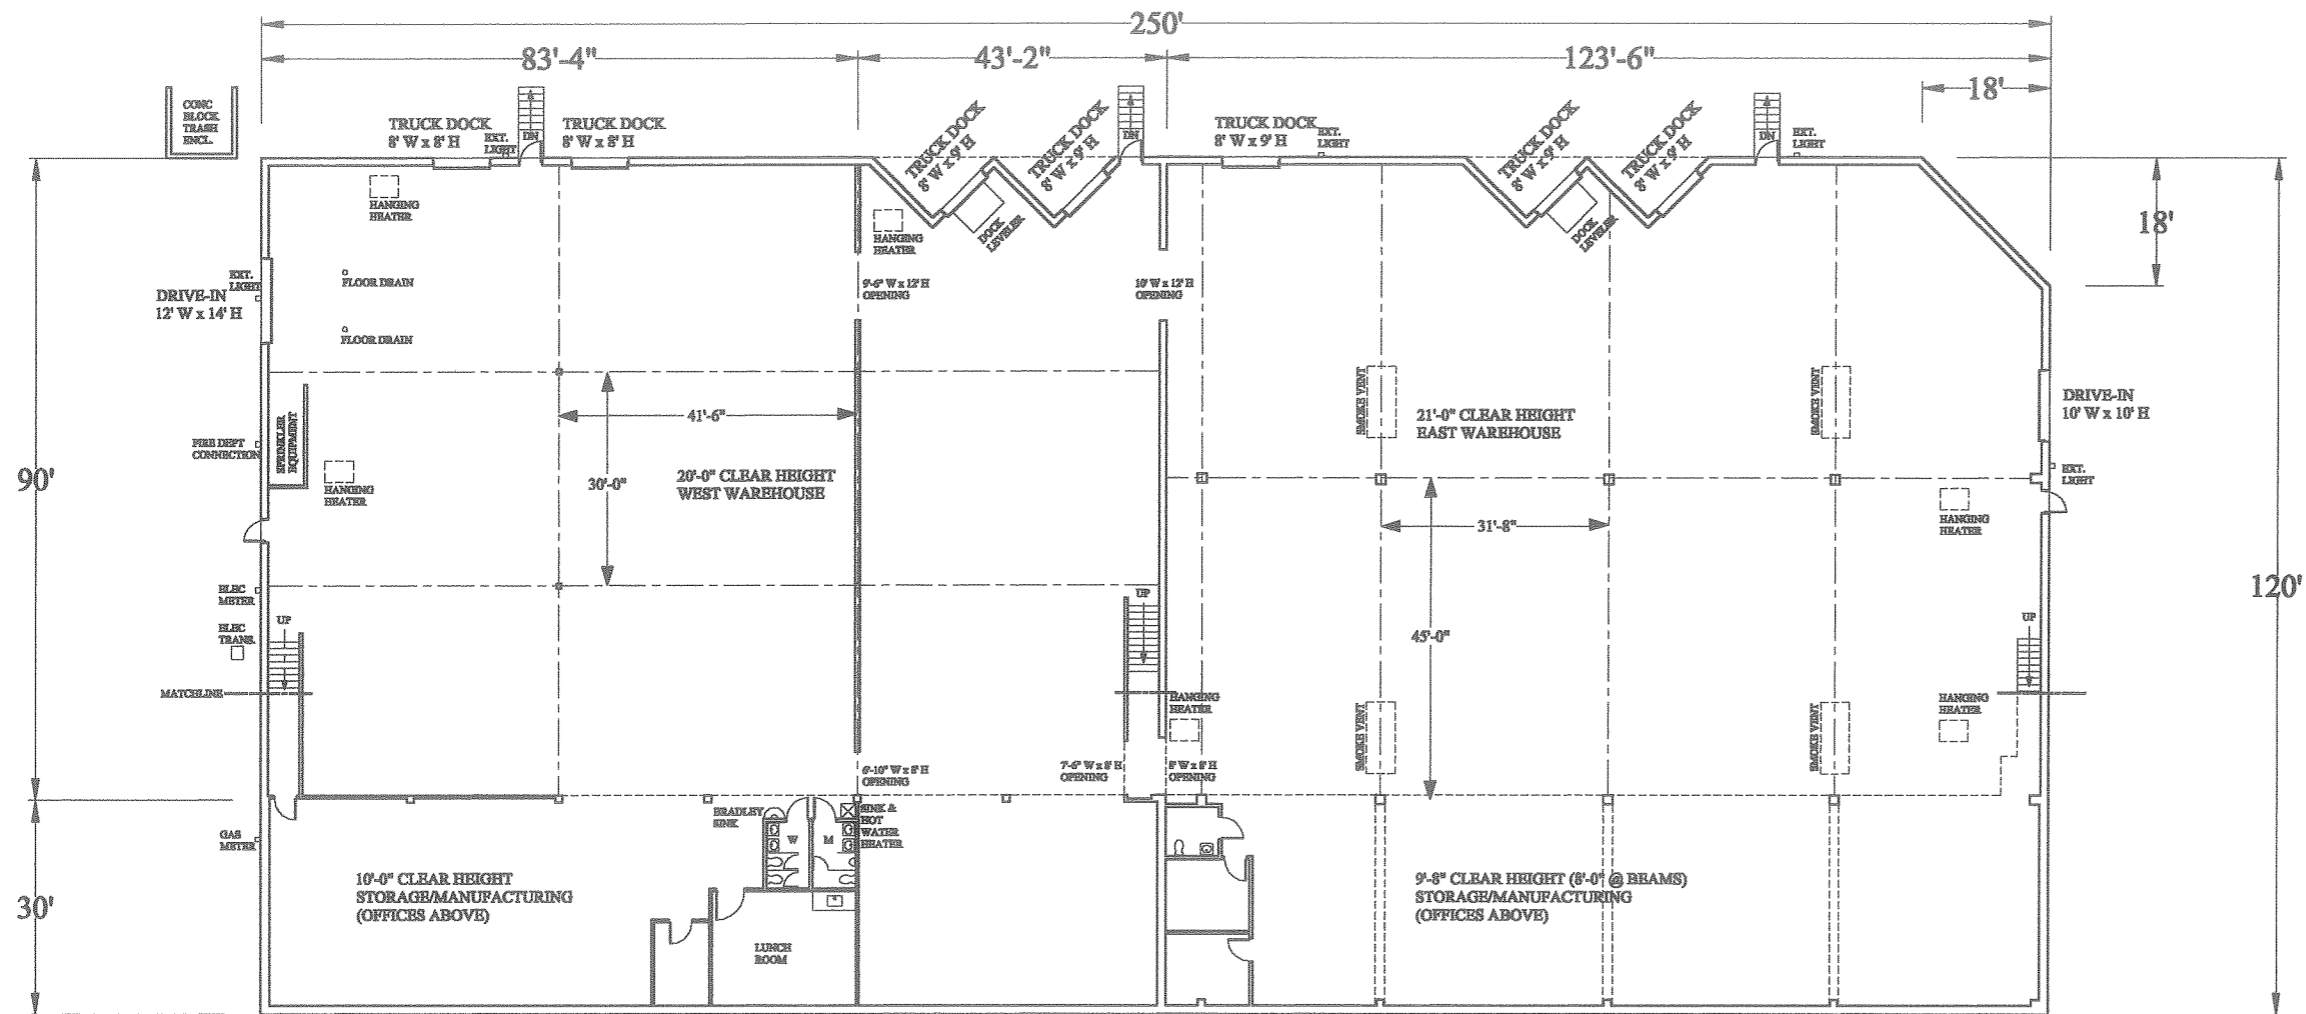 250'
83'-4"
43'-2"
123'-6"
18'
CONC
BLOCK
TRASH
ENCL.
TRUCK DOCK
8' W x 8' H
EXT.
LIGHT
DN
TRUCK DOCK
8' W x 8' H
TRUCK DOCK
8' W x 9' H
TRUCK DOCK
8' W x 9' H
DN
TRUCK DOCK
8' W x 9' H
EXT.
LIGHT
TRUCK DOCK
8' W x 9' H
TRUCK DOCK
8' W x 9' H
DN
EXT.
LIGHT
HANGING
HEATER
HANGING
HEATER
DOCK
LEVELER
DOCK
LEVELER
18'
EXT.
LIGHT
FLOOR DRAIN
DRIVE-IN
12' W x 14' H
9'-6" W x 12' H
OPENING
10' W x 12' H
OPENING
FLOOR DRAIN
SMOKE VENT
SMOKE VENT
DRIVE-IN
10' W x 10' H
41'-6"
21'-0" CLEAR HEIGHT
EAST WAREHOUSE
FIRE DEPT
CONNECTION
SPRINKLER
EQUIPMENT
90'
HANGING
HEATER
30'-0"
20'-0" CLEAR HEIGHT
WEST WAREHOUSE
EXT.
LIGHT
31'-8"
HANGING
HEATER
ELEC
METER
UP
120'
ELEC
TRANS.
UP
45'-0"
UP
MATCHLINE
HANGING
HEATER
SMOKE VENT
SMOKE VENT
HANGING
HEATER
6'-10" W x 8' H
OPENING
7'-6" W x 8' H
OPENING
8' W x 8' H
OPENING
BRADLEY
SINK
W
M
SINK &
HOT
WATER
HEATER
GAS
METER
30'
10'-0" CLEAR HEIGHT
STORAGE/MANUFACTURING
(OFFICES ABOVE)
9'-8" CLEAR HEIGHT (8'-0" @ BEAMS)
STORAGE/MANUFACTURING
(OFFICES ABOVE)
LUNCH
ROOM